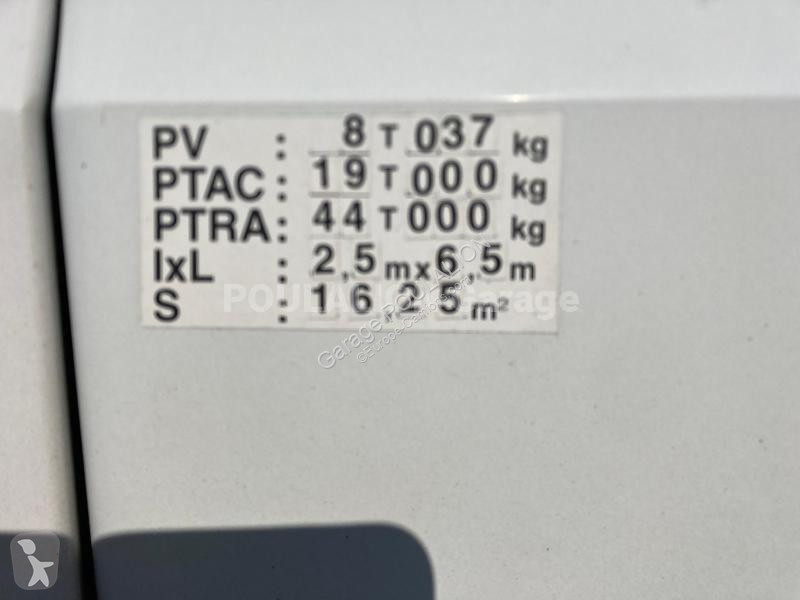 PV : 8 T 037 kg
PTAC : 19 T 000 kg
PTRA : 44 T 000 kg
lxL : 2,5 m x 6,5 m
S : 16,25 m²
Garage